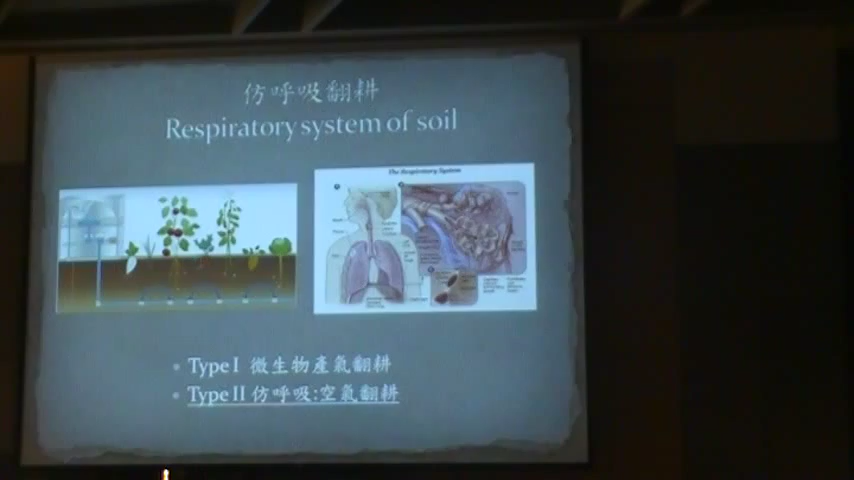 仿呼吸翻耕
Respiratory system of soil
The Respiratory System
Type I 微生物產氣翻耕
Type II 仿呼吸:空氣翻耕